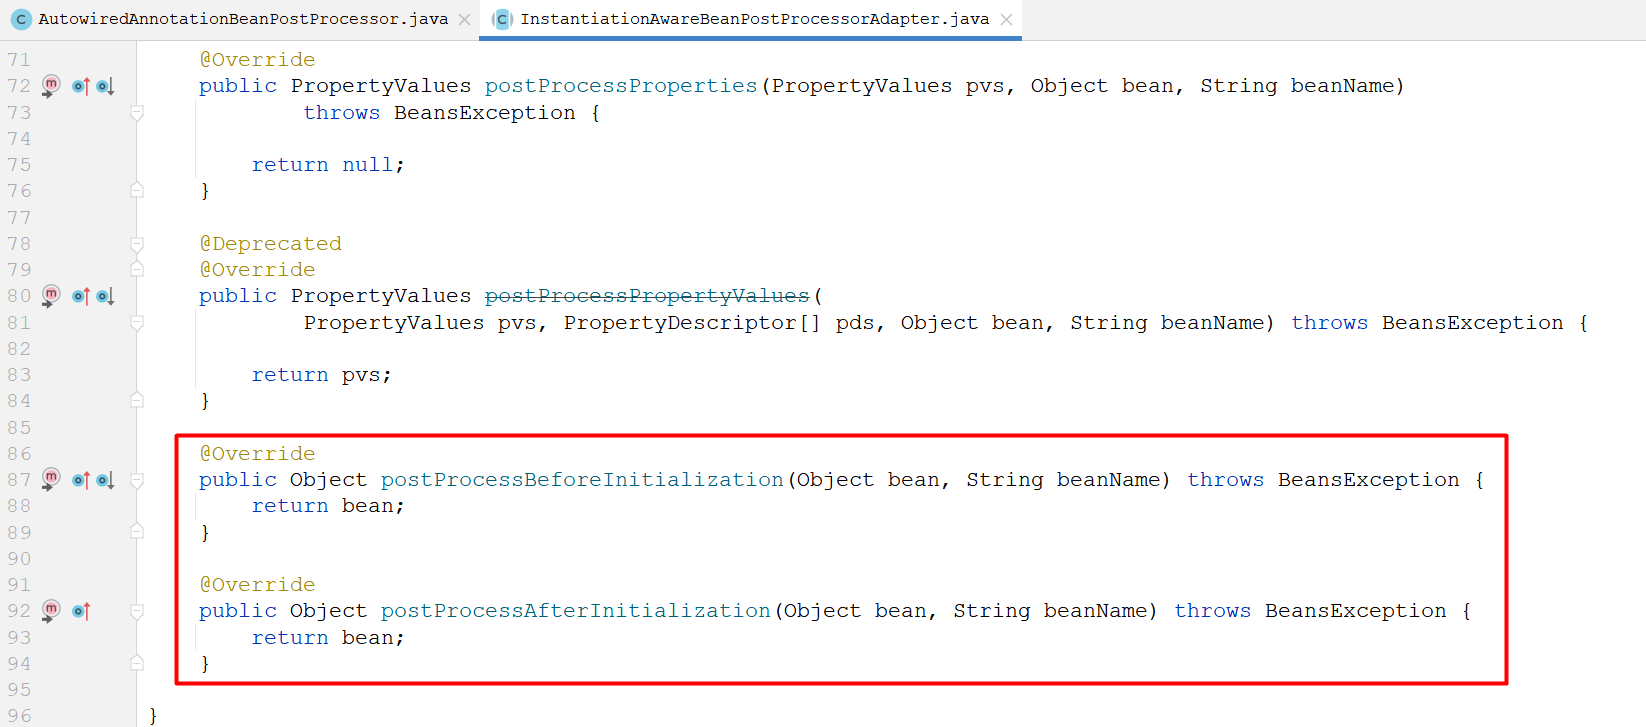 AutowiredAnnotationBeanPostProcessor.java InstantiationAwareBeanPostProcessorAdapter.java
71 @Override
72 public PropertyValues postProcessProperties(PropertyValues pvs, Object bean, String beanName)
73 throws BeansException {
74
75 return null;
76 }
77
78 @Deprecated
79 @Override
80 public PropertyValues postProcessPropertyValues(
81 PropertyValues pvs, PropertyDescriptor[] pds, Object bean, String beanName) throws BeansException {
82
83 return pvs;
84 }
85
86 @Override
87 public Object postProcessBeforeInitialization(Object bean, String beanName) throws BeansException {
88 return bean;
89 }
90
91 @Override
92 public Object postProcessAfterInitialization(Object bean, String beanName) throws BeansException {
93 return bean;
94 }
95
96 }